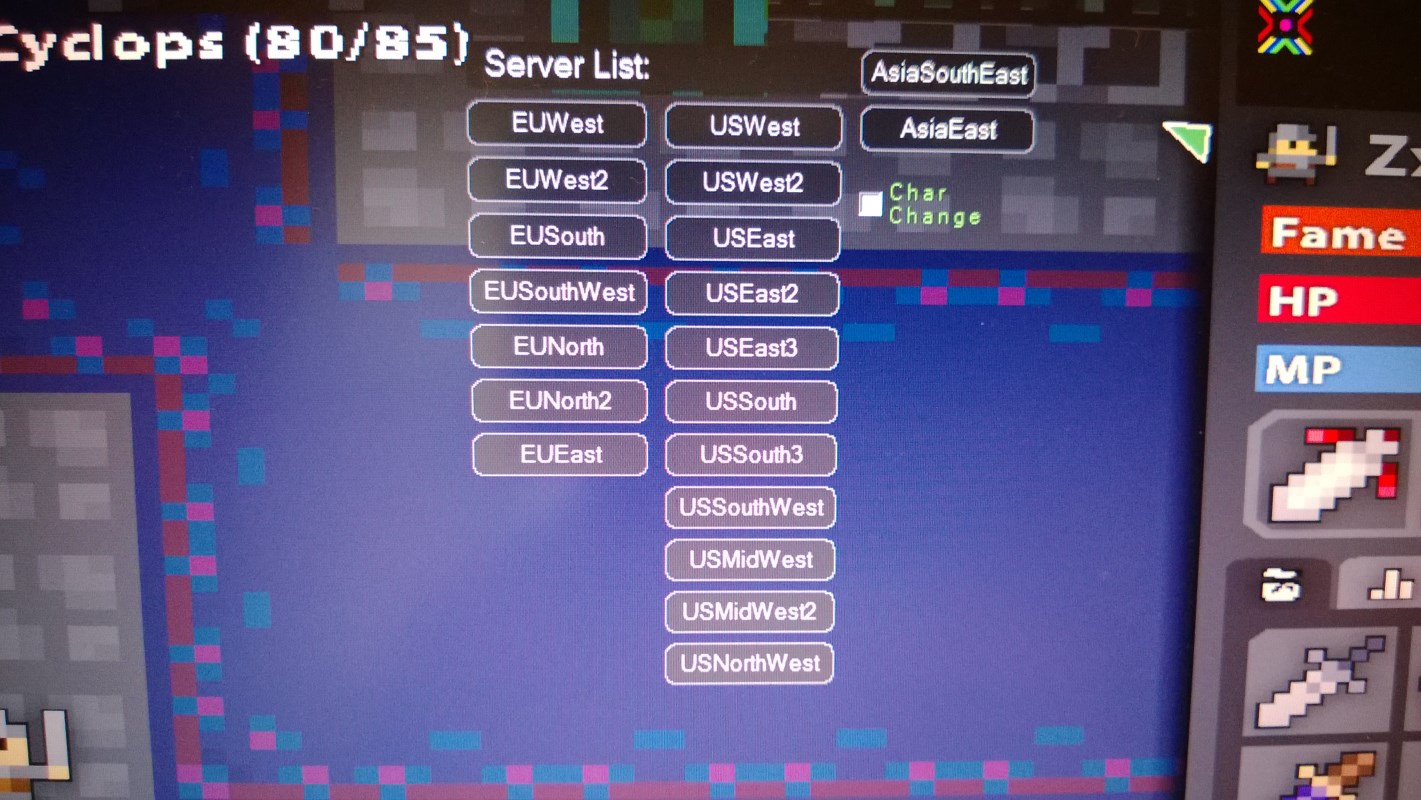 Cyclops (80/85)
Server List:
EUWest
EUWest2
EUSouth
EUSouthWest
EUNorth
EUNorth2
EUEast
USWest
USWest2
USEast
USEast2
USEast3
USSouth
USSouth3
USSouthWest
USMidWest
USMidWest2
USNorthWest
AsiaSouthEast
AsiaEast
Char
Change
Fame
HP
MP